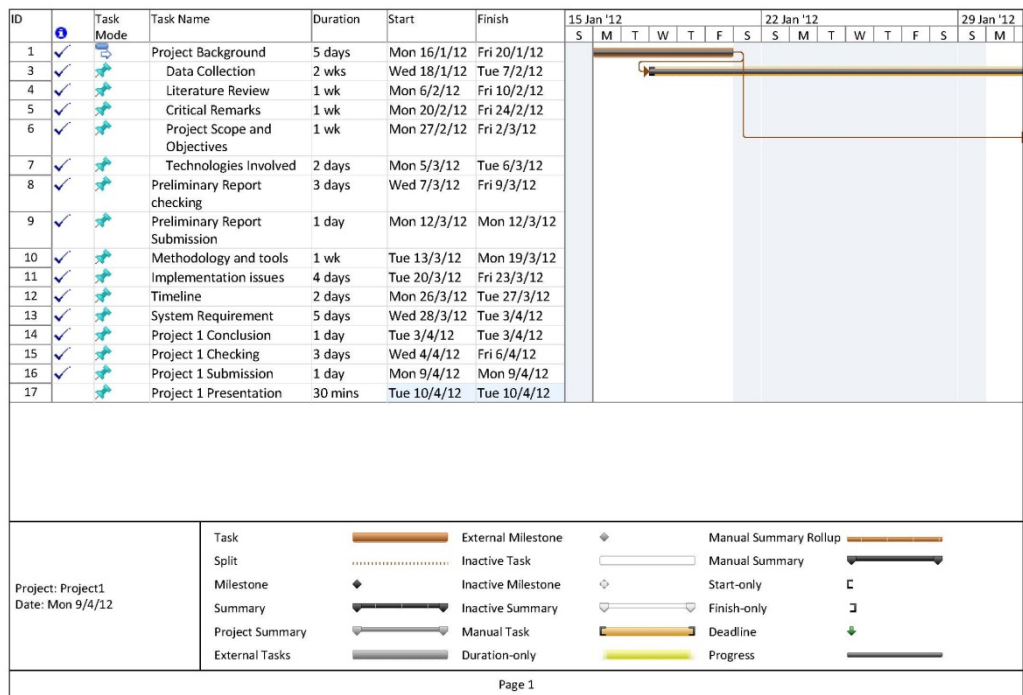 ID Task Mode Task Name Duration Start Finish 15 Jan '12 22 Jan '12 29 Jan '12
S M T W T F S S M T W T F S S M
1 Project Background 5 days Mon 16/1/12 Fri 20/1/12
3 Data Collection 2 wks Wed 18/1/12 Tue 7/2/12
4 Literature Review 1 wk Mon 6/2/12 Fri 10/2/12
5 Critical Remarks 1 wk Mon 20/2/12 Fri 24/2/12
6 Project Scope and 1 wk Mon 27/2/12 Fri 2/3/12
Objectives
7 Technologies Involved 2 days Mon 5/3/12 Tue 6/3/12
8 Preliminary Report 3 days Wed 7/3/12 Fri 9/3/12
checking
9 Preliminary Report 1 day Mon 12/3/12 Mon 12/3/12
Submission
10 Methodology and tools 1 wk Tue 13/3/12 Mon 19/3/12
11 Implementation issues 4 days Tue 20/3/12 Fri 23/3/12
12 Timeline 2 days Mon 26/3/12 Tue 27/3/12
13 System Requirement 5 days Wed 28/3/12 Tue 3/4/12
14 Project 1 Conclusion 1 day Tue 3/4/12 Tue 3/4/12
15 Project 1 Checking 3 days Wed 4/4/12 Fri 6/4/12
16 Project 1 Submission 1 day Mon 9/4/12 Mon 9/4/12
17 Project 1 Presentation 30 mins Tue 10/4/12 Tue 10/4/12
Project: Project1
Date: Mon 9/4/12
Task External Milestone Manual Summary Rollup
Split Inactive Task Manual Summary
Milestone Inactive Milestone Start-only
Summary Inactive Summary Finish-only
Project Summary Manual Task Deadline
External Tasks Duration-only Progress
Page 1